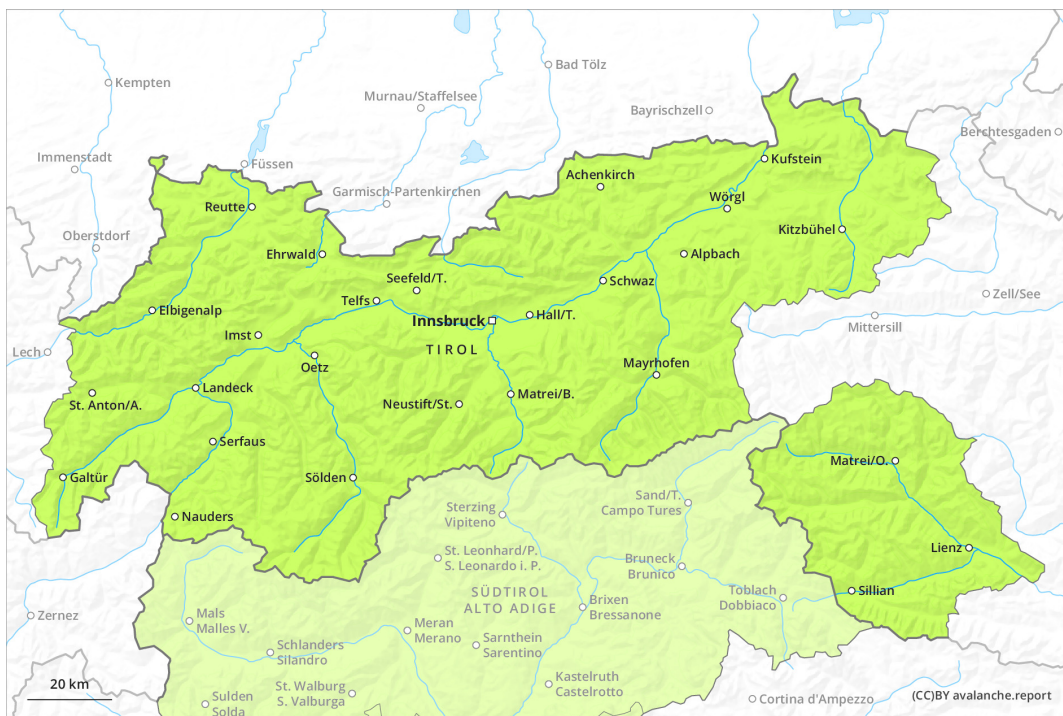 Kempten
Bad Tölz
Murnau/Staffelsee
Bayrischzell
Berchtesgaden
Immenstadt
Füssen
Kufstein
Achenkirch
Garmisch-Partenkirchen
Wörgl
Reutte
Kitzbühel
Oberstdorf
Ehrwald
Alpbach
Seefeld/T.
Schwaz
Zell/See
Telfs
Elbigenalp
Hall/T.
Innsbruck
Mittersill
Imst
TIROL
Lech
Oetz
Mayrhofen
Landeck
Matrei/B.
St. Anton/A.
Neustift/St.
Serfaus
Matrei/O.
Galtür
Sölden
Sand/T.
Campo Tures
Sterzing
Vipiteno
Nauders
Lienz
St. Leonhard/P.
S. Leonardo i. P.
Bruneck
Brunico
SÜDTIROL
ALTO ADIGE
Toblach
Dobbiaco
Sillian
Brixen
Bressanone
Zernez
Mals
Malles V.
Meran
Merano
Sarnthein
Sarentino
Schlanders
Silandro
Kastelruth
Castelrotto
20 km
St. Walburg
S. Valburga
Sulden
Solda
Cortina d'Ampezzo
(CC)BY avalanche.report